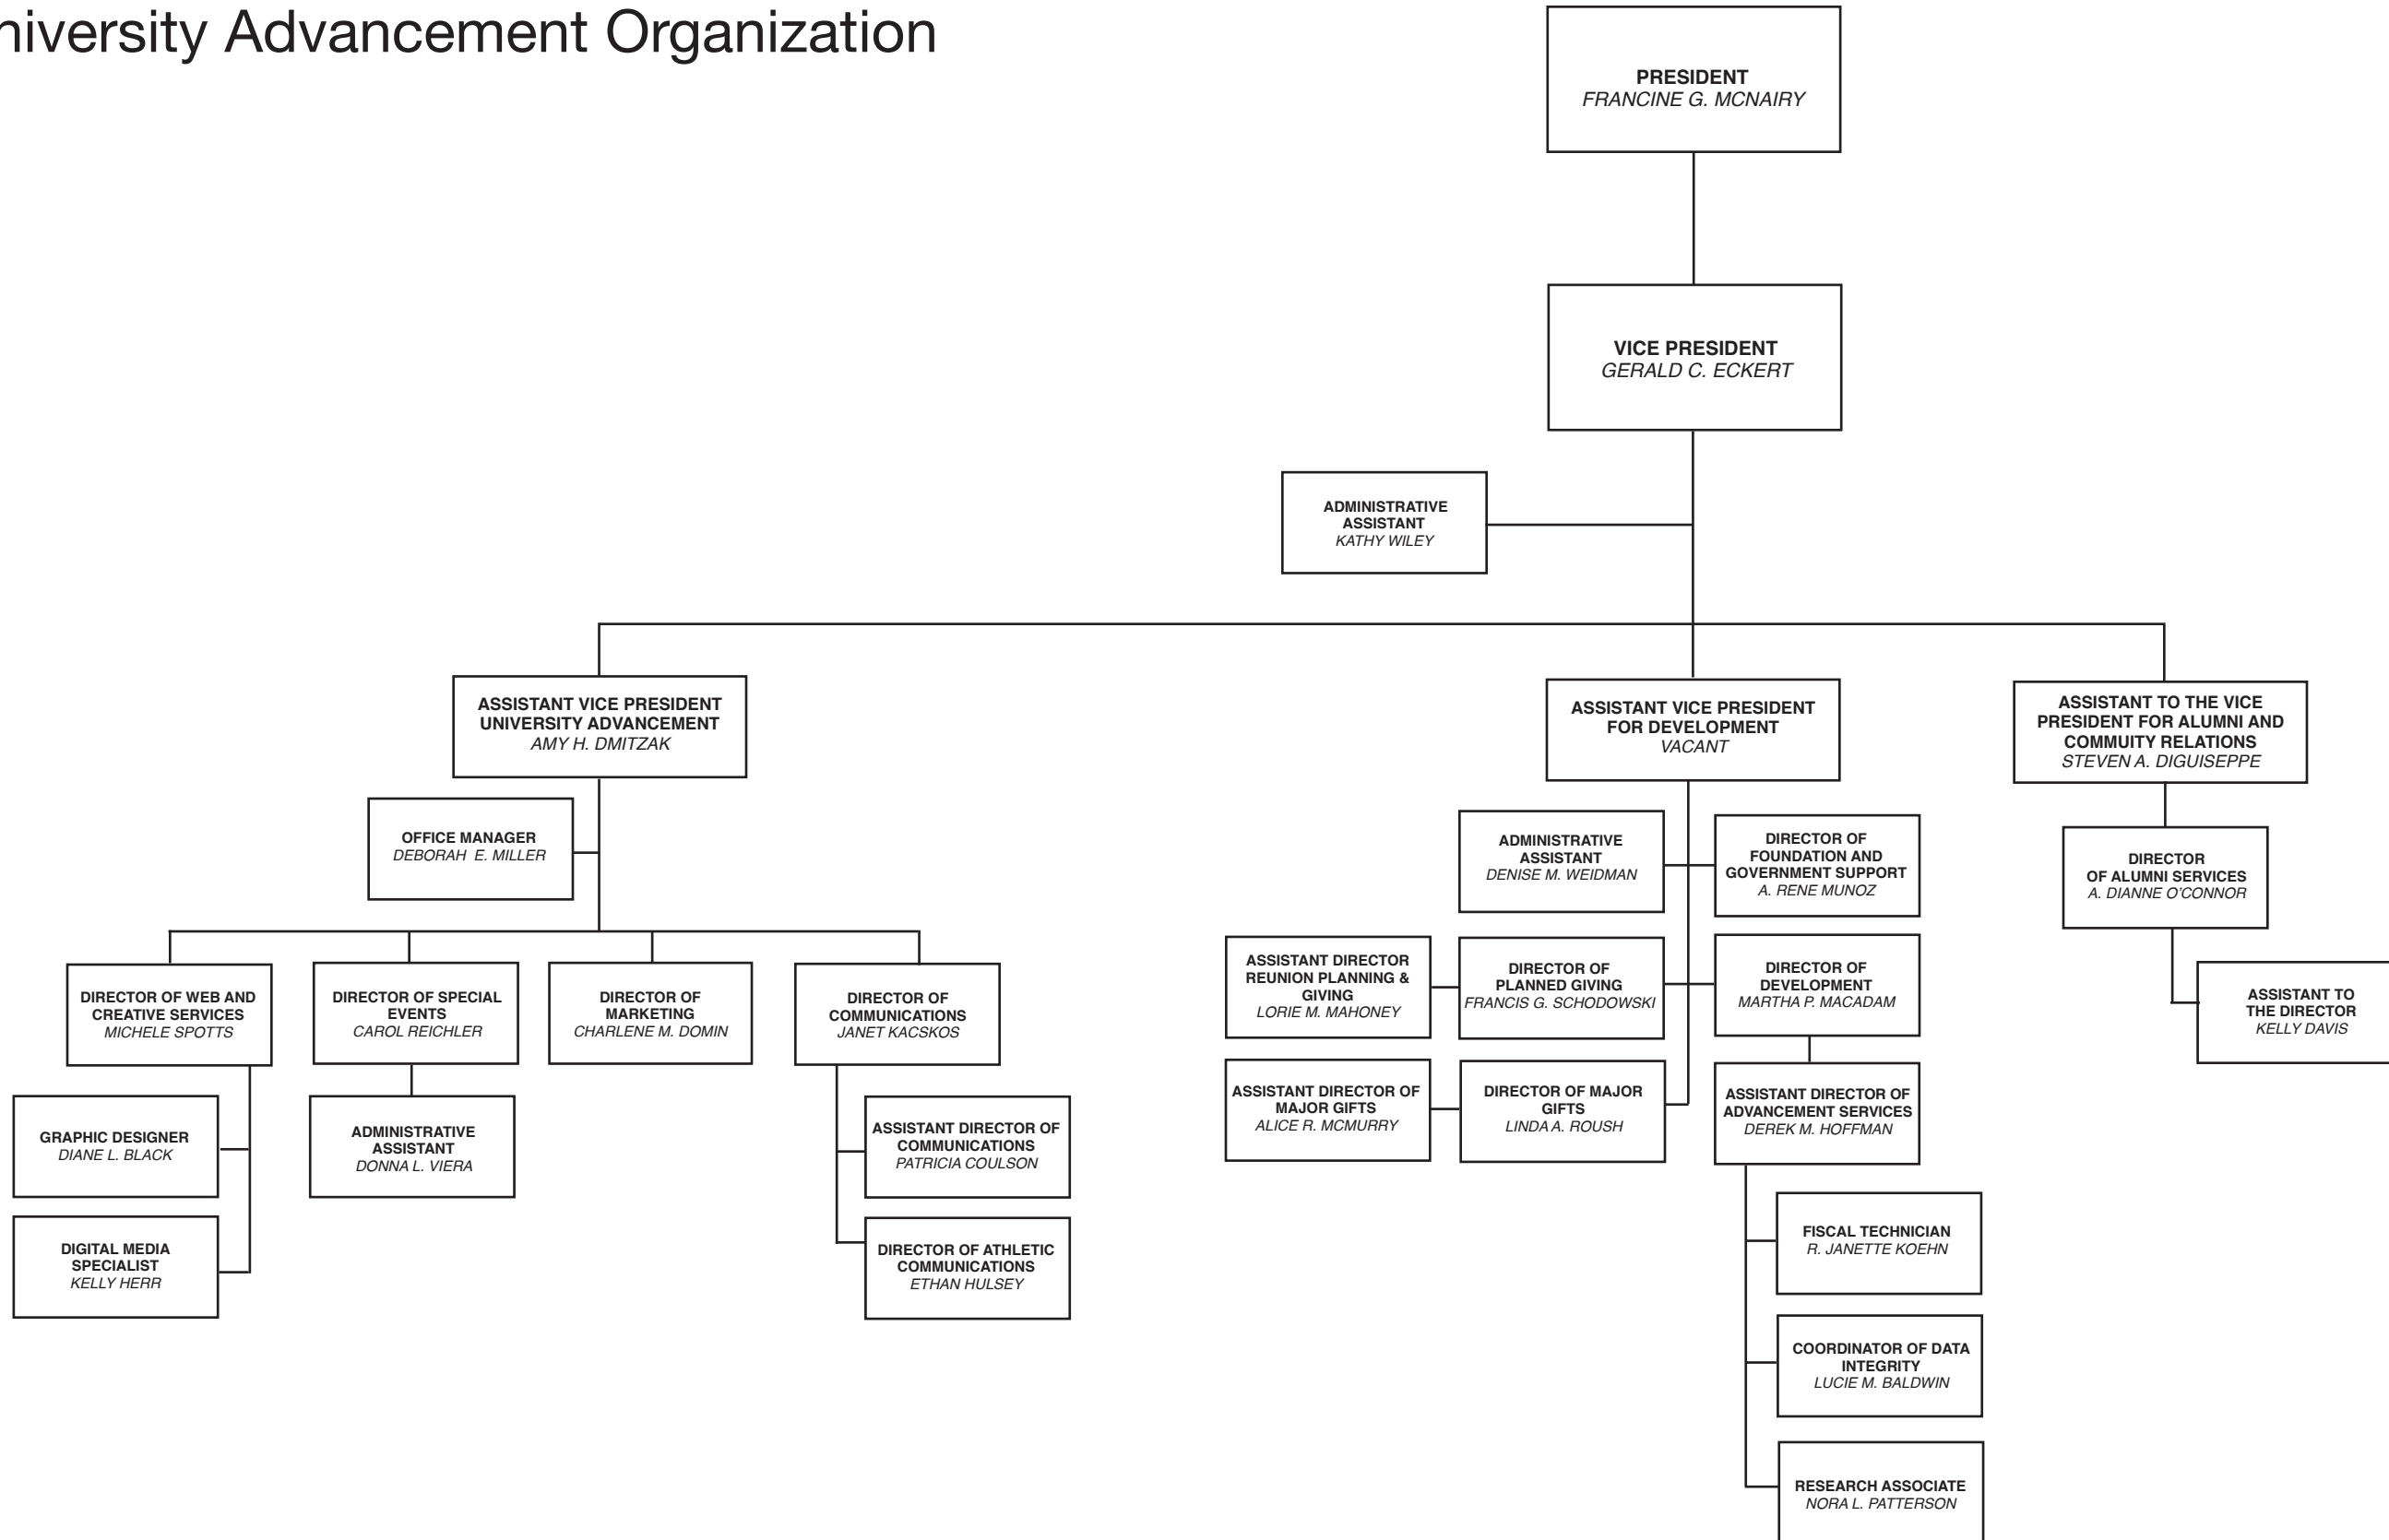 niversity Advancement Organization
PRESIDENT
FRANCINE G. MCNAIRY
VICE PRESIDENT
GERALD C. ECKERT
ADMINISTRATIVE
ASSISTANT
KATHY WILEY
ASSISTANT VICE PRESIDENT
UNIVERSITY ADVANCEMENT
AMY H. DMITZAK
ASSISTANT VICE PRESIDENT
FOR DEVELOPMENT
VACANT
ASSISTANT TO THE VICE
PRESIDENT FOR ALUMNI AND
COMMUITY RELATIONS
STEVEN A. DIGUISEPPE
OFFICE MANAGER
DEBORAH E. MILLER
ADMINISTRATIVE
ASSISTANT
DENISE M. WEIDMAN
DIRECTOR OF
FOUNDATION AND
GOVERNMENT SUPPORT
A. RENE MUNOZ
DIRECTOR
OF ALUMNI SERVICES
A. DIANNE O'CONNOR
DIRECTOR OF WEB AND
CREATIVE SERVICES
MICHELE SPOTTS
DIRECTOR OF SPECIAL
EVENTS
CAROL REICHLER
DIRECTOR OF
MARKETING
CHARLENE M. DOMIN
DIRECTOR OF
COMMUNICATIONS
JANET KACSKOS
ASSISTANT DIRECTOR
REUNION PLANNING &
GIVING
LORIE M. MAHONEY
DIRECTOR OF
PLANNED GIVING
FRANCIS G. SCHODOWSKI
DIRECTOR OF
DEVELOPMENT
MARTHA P. MACADAM
ASSISTANT TO
THE DIRECTOR
KELLY DAVIS
GRAPHIC DESIGNER
DIANE L. BLACK
ADMINISTRATIVE
ASSISTANT
DONNA L. VIERA
ASSISTANT DIRECTOR OF
COMMUNICATIONS
PATRICIA COULSON
ASSISTANT DIRECTOR OF
MAJOR GIFTS
ALICE R. MCMURRY
DIRECTOR OF MAJOR
GIFTS
LINDA A. ROUSH
ASSISTANT DIRECTOR OF
ADVANCEMENT SERVICES
DEREK M. HOFFMAN
DIGITAL MEDIA
SPECIALIST
KELLY HERR
DIRECTOR OF ATHLETIC
COMMUNICATIONS
ETHAN HULSEY
FISCAL TECHNICIAN
R. JANETTE KOEHN
COORDINATOR OF DATA
INTEGRITY
LUCIE M. BALDWIN
RESEARCH ASSOCIATE
NORA L. PATTERSON